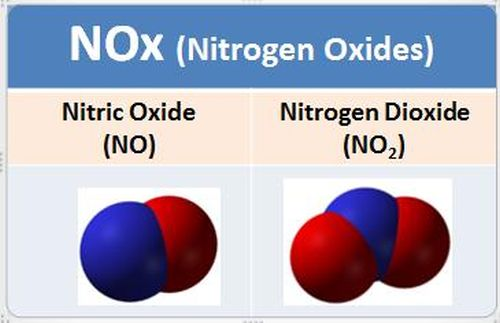 NOx (Nitrogen Oxides)
Nitric Oxide
(NO)
Nitrogen Dioxide
(NO₂)